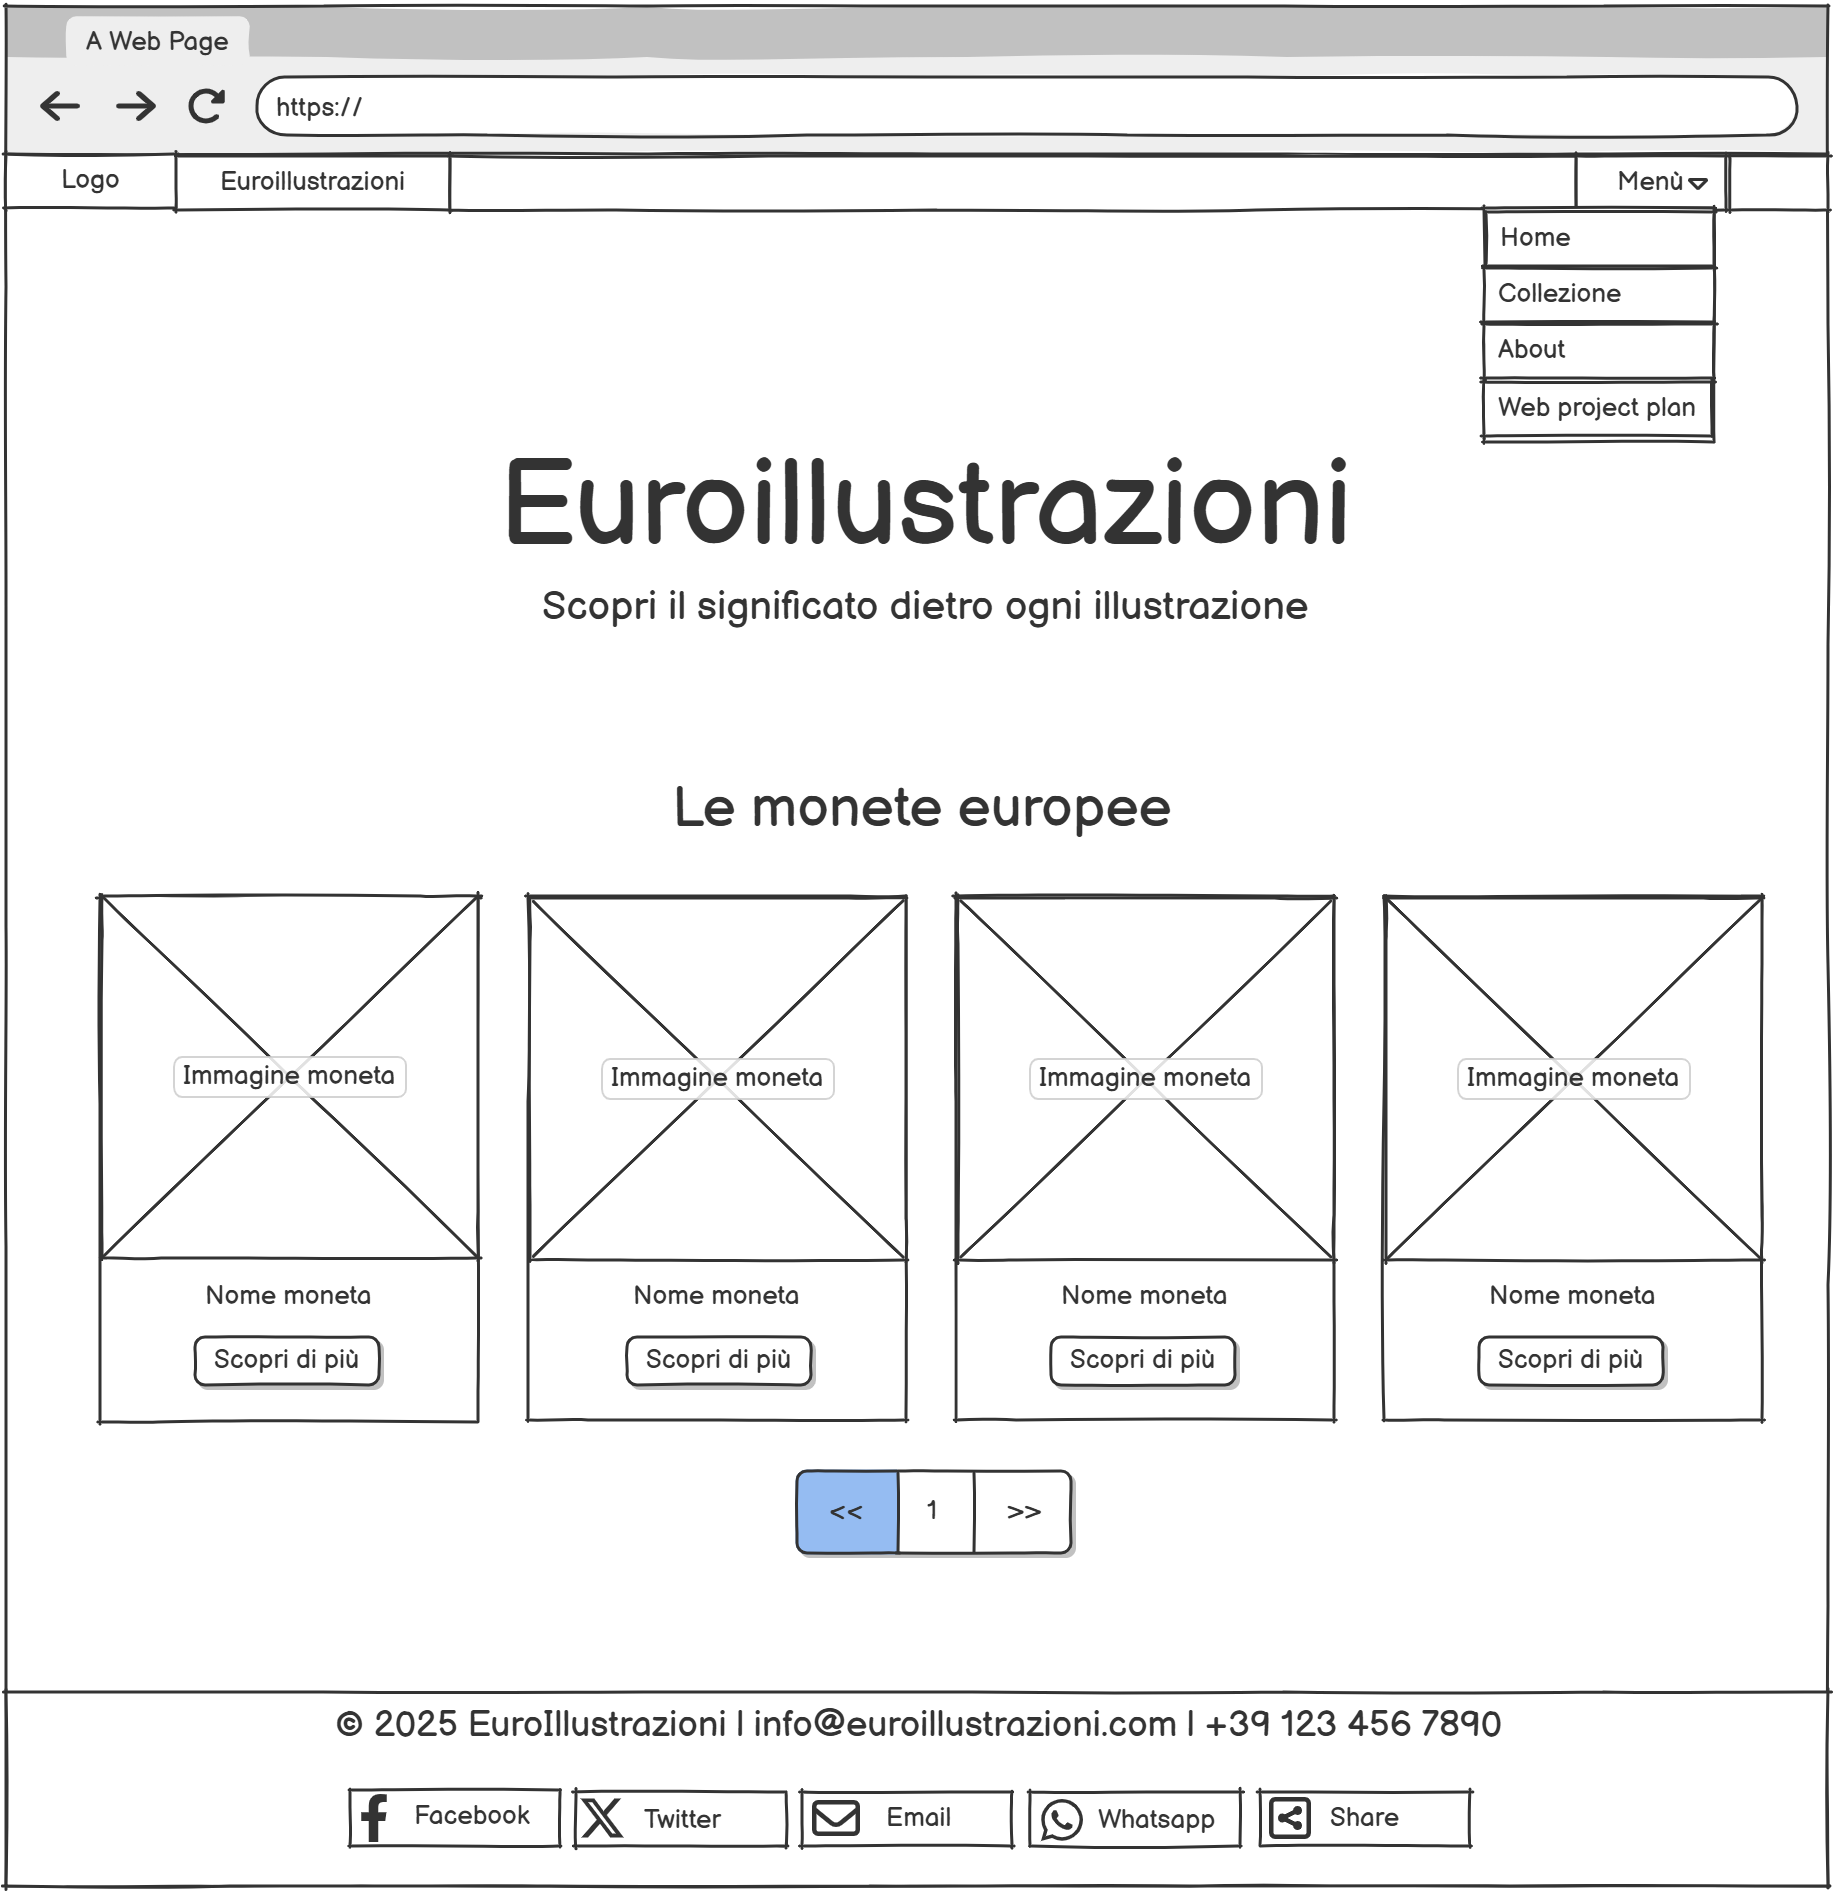 A Web Page
https://
Logo
Euroillustrazioni
Menù
Home
Collezione
About
Web project plan
Euroillustrazioni
Scopri il significato dietro ogni illustrazione
Le monete europee
Immagine moneta
Immagine moneta
Immagine moneta
Immagine moneta
Nome moneta
Nome moneta
Nome moneta
Nome moneta
Scopri di più
Scopri di più
Scopri di più
Scopri di più
<< 1 >>
© 2025 EuroIllustrazioni | info@euroillustrazioni.com | +39 123 456 7890
Facebook
Twitter
Email
Whatsapp
Share